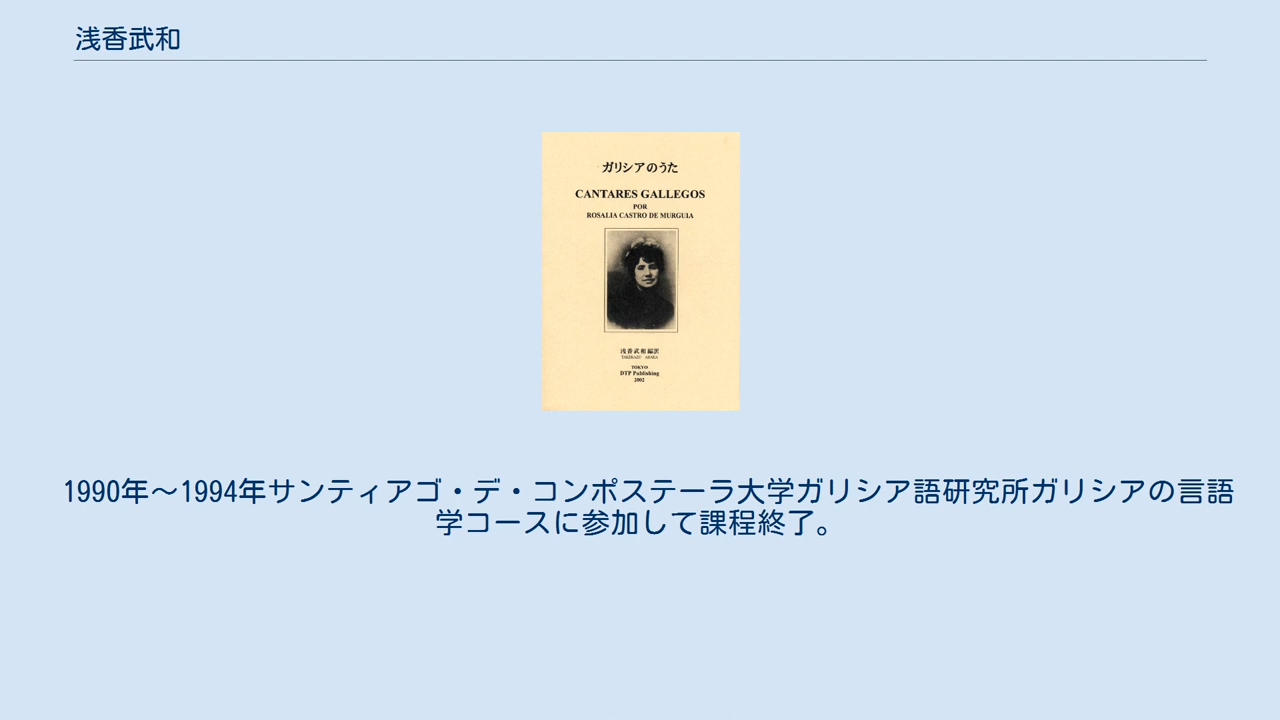 浅香武和
ガリシアのうた
CANTARES GALLEGOS
POR
ROSALIA CASTRO DE MURGUIA
浅香武和編訳
TAKEKAZU ASAKA
TOKYO
DTP Publishing
2002
1990年～1994年サンティアゴ・デ・コンポステーラ大学ガリシア語研究所ガリシアの言語
学コースに参加して課程終了。